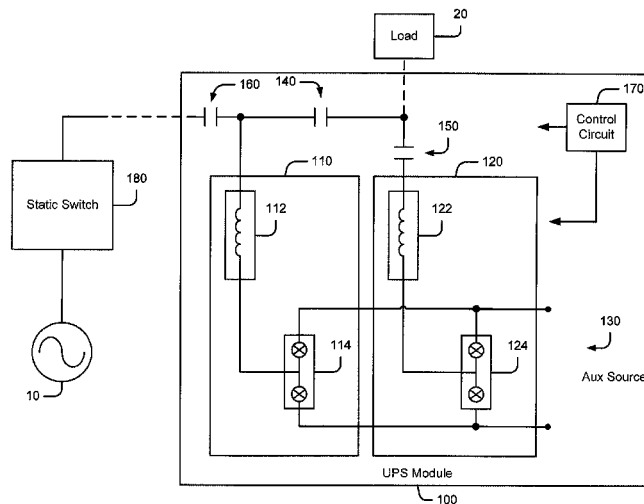 20
Load
160
140
170
Control
Circuit
150
180
Static Switch
110
120
112
122
130
114
124
10
Aux Source
UPS Module
100